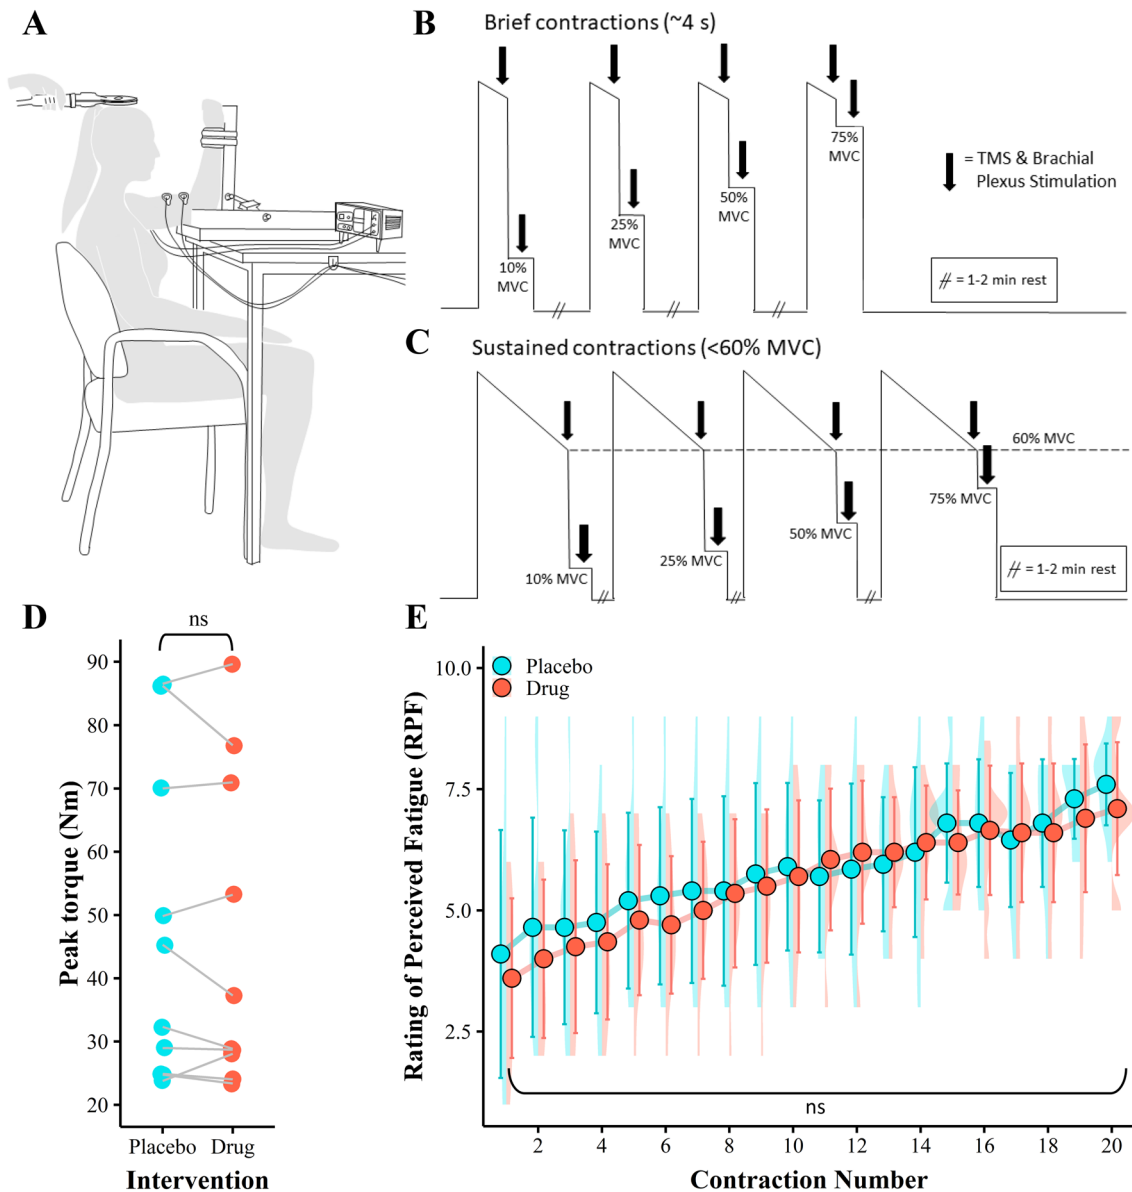 A
B
Brief contractions (~4 s)
10%
MVC
25%
MVC
50%
MVC
75%
MVC
= TMS & Brachial
Plexus Stimulation
= 1-2 min rest
C
Sustained contractions (<60% MVC)
60% MVC
10% MVC
25% MVC
50% MVC
75% MVC
= 1-2 min rest
D
ns
Peak torque (Nm)
90
80
70
60
50
40
30
20
Placebo Drug
Intervention
E
Placebo
Drug
Rating of Perceived Fatigue (RPF)
10.0
7.5
5.0
2.5
ns
2 4 6 8 10 12 14 16 18 20
Contraction Number